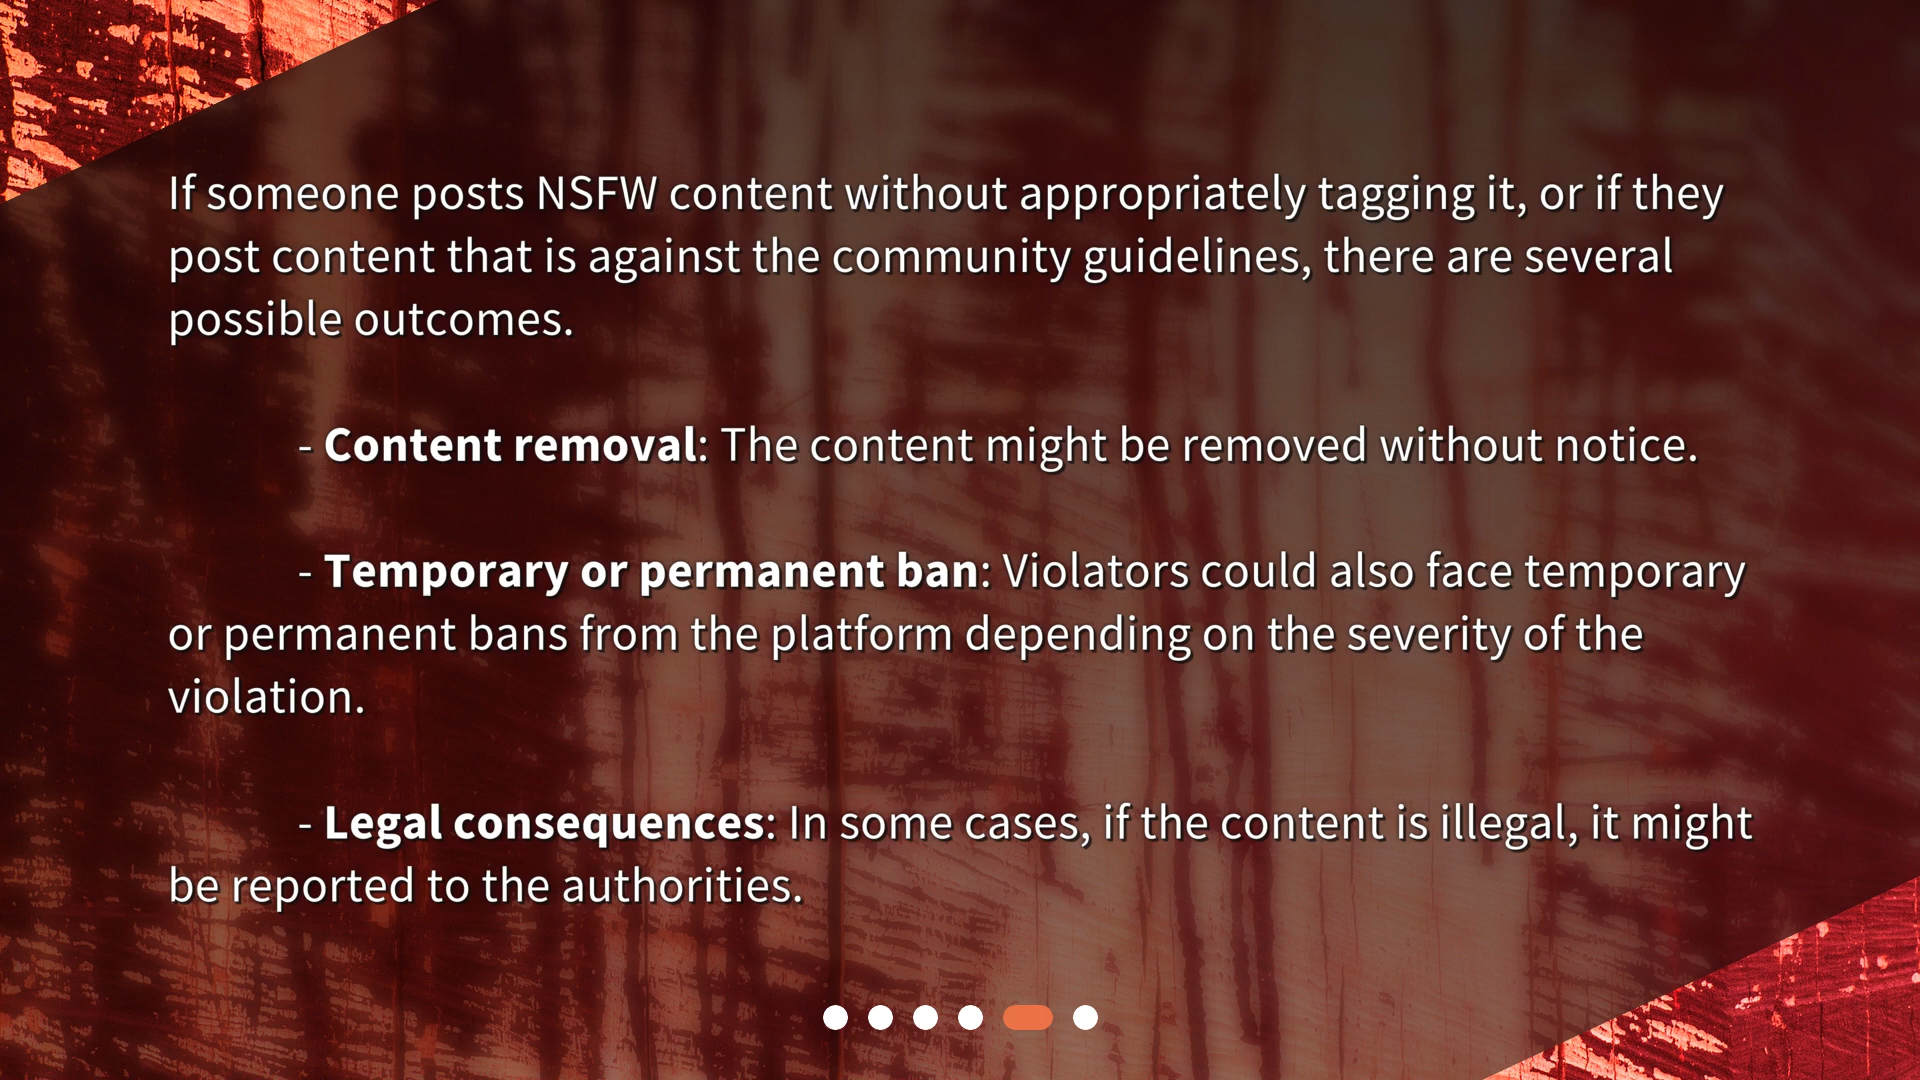 If someone posts NSFW content without appropriately tagging it, or if they
post content that is against the community guidelines, there are several
possible outcomes.
- Content removal: The content might be removed without notice.
- Temporary or permanent ban: Violators could also face temporary
or permanent bans from the platform depending on the severity of the
violation.
- Legal consequences: In some cases, if the content is illegal, it might
be reported to the authorities.